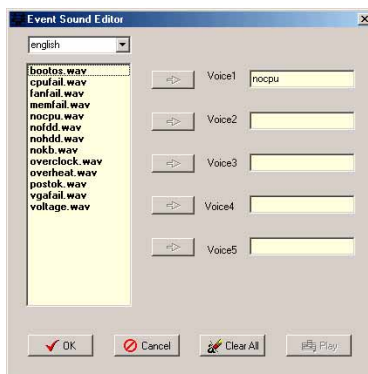 Event Sound Editor
english
bootos.wav
cpufail.wav
fanfail.wav
memfail.wav
nocpu.wav
nofdd.wav
nohdd.wav
nokb.wav
overclock.wav
overheat.wav
postok.wav
vgafail.wav
voltage.wav
Voice1 nocpu
Voice2
Voice3
Voice4
Voice5
OK Cancel Clear All Play